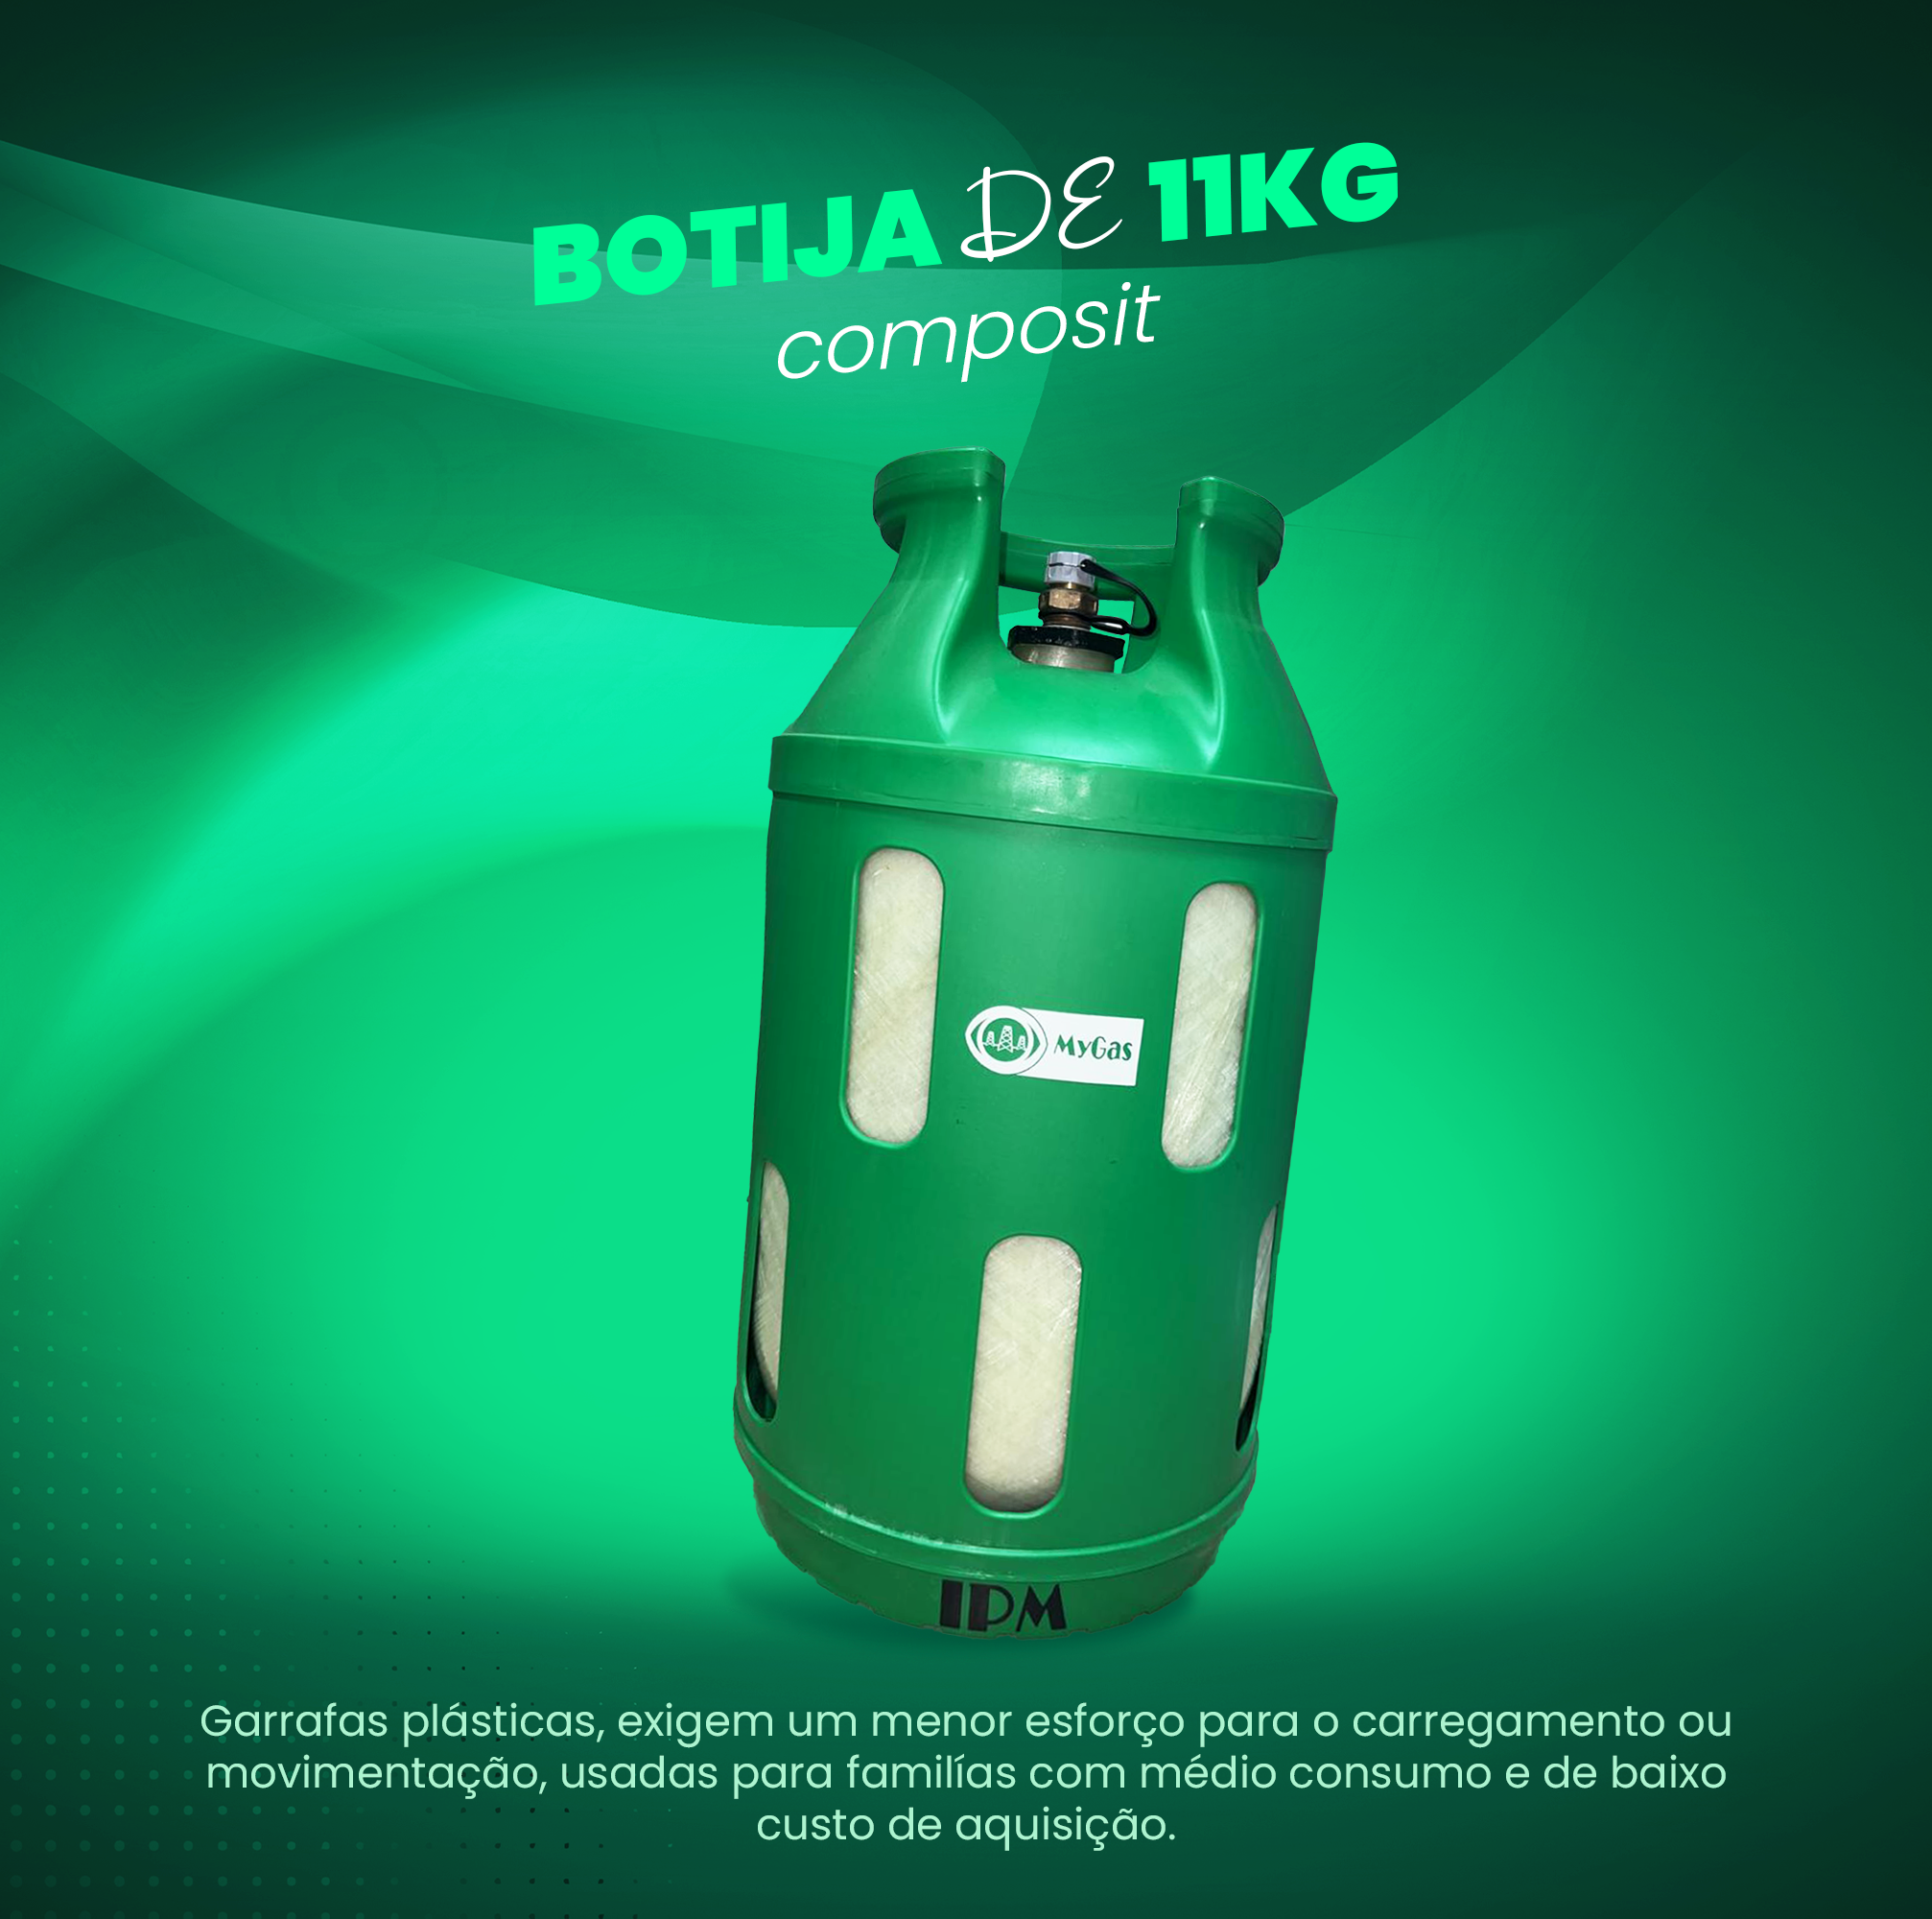 BOTIJA DE 11KG
composit
MyGas
IPM
Garrafas plásticas, exigem um menor esforço para o carregamento ou
movimentação, usadas para familías com médio consumo e de baixo
custo de aquisição.